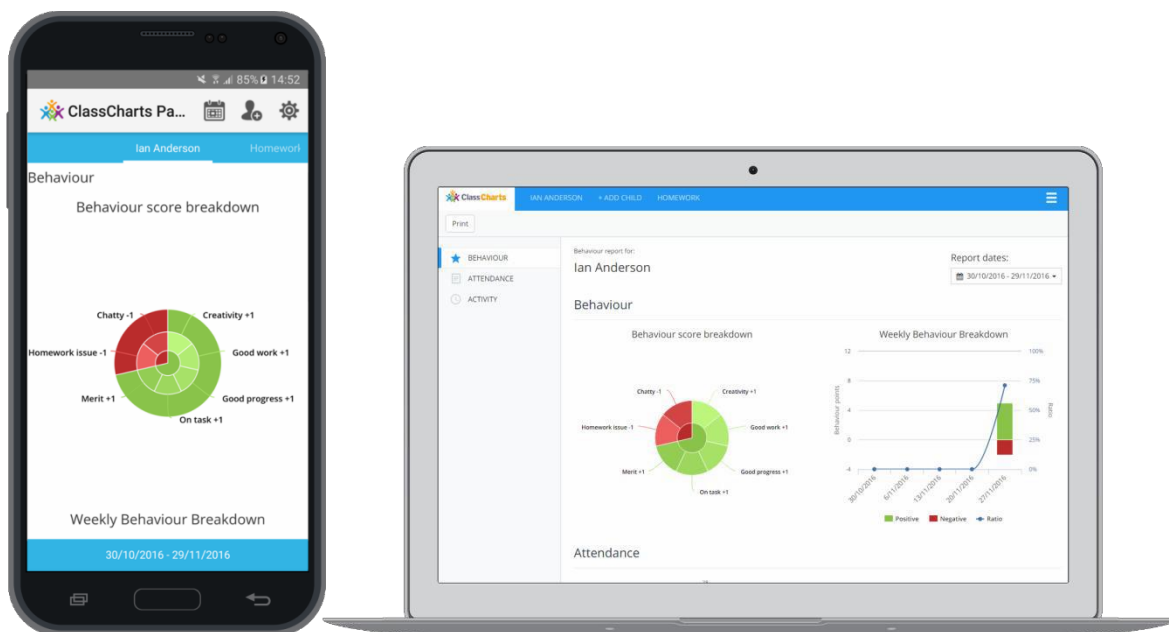 85% 14:52
ClassCharts Pa...
Ian Anderson Homework
Behaviour
Behaviour score breakdown
Chatty -1
Creativity +1
Homework issue -1
Good work +1
Merit +1
Good progress +1
On task +1
Weekly Behaviour Breakdown
30/10/2016 - 29/11/2016
ClassCharts IAN ANDERSON + ADD CHILD HOMEWORK
Print
BEHAVIOUR
ATTENDANCE
ACTIVITY
Behaviour report for:
Ian Anderson
Report dates:
30/10/2016 - 29/11/2016
Behaviour
Behaviour score breakdown
Chatty -1
Creativity +1
Homework issue -1
Good work +1
Merit +1
Good progress +1
On task +1
Weekly Behaviour Breakdown
12 100%
8 75%
4 50%
0 25%
-4 0%
Behaviour points
Ratio
30/10/2016 6/11/2016 13/11/2016 20/11/2016 27/11/2016
Positive Negative Ratio
Attendance